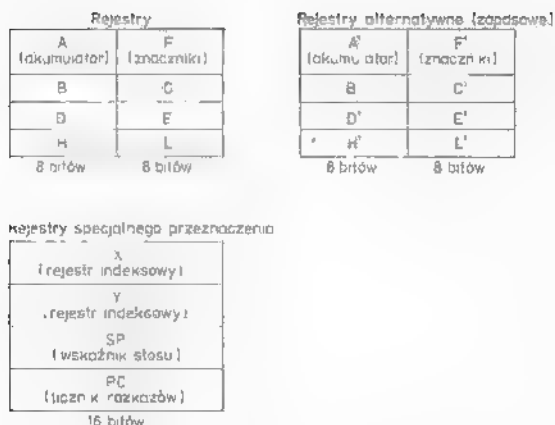 Rejestry
A F
(akumulator) (znaczniki)
B C
D E
H L
8 bitów 8 bitów
Rejestry alternatywne (zapasowe)
A' F'
(akumulator) (znaczniki)
B C'
D' E'
H' L'
8 bitów 8 bitów
Rejestry specjalnego przeznaczenia
X
(rejestr indeksowy)
Y
(rejestr indeksowy)
SP
(wskaźnik stosu)
PC
(licznik rozkazów)
16 bitów